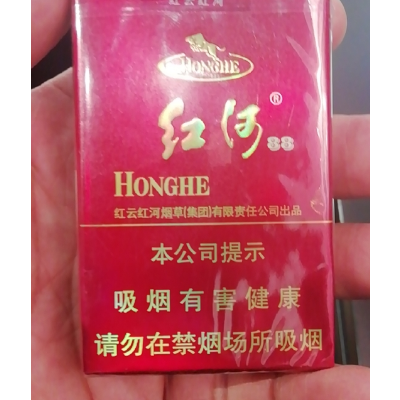 红云红河
HONGHE
红河®88
HONGHE
红云红河烟草(集团)有限责任公司出品
本公司提示
吸烟有害健康
请勿在禁烟场所吸烟